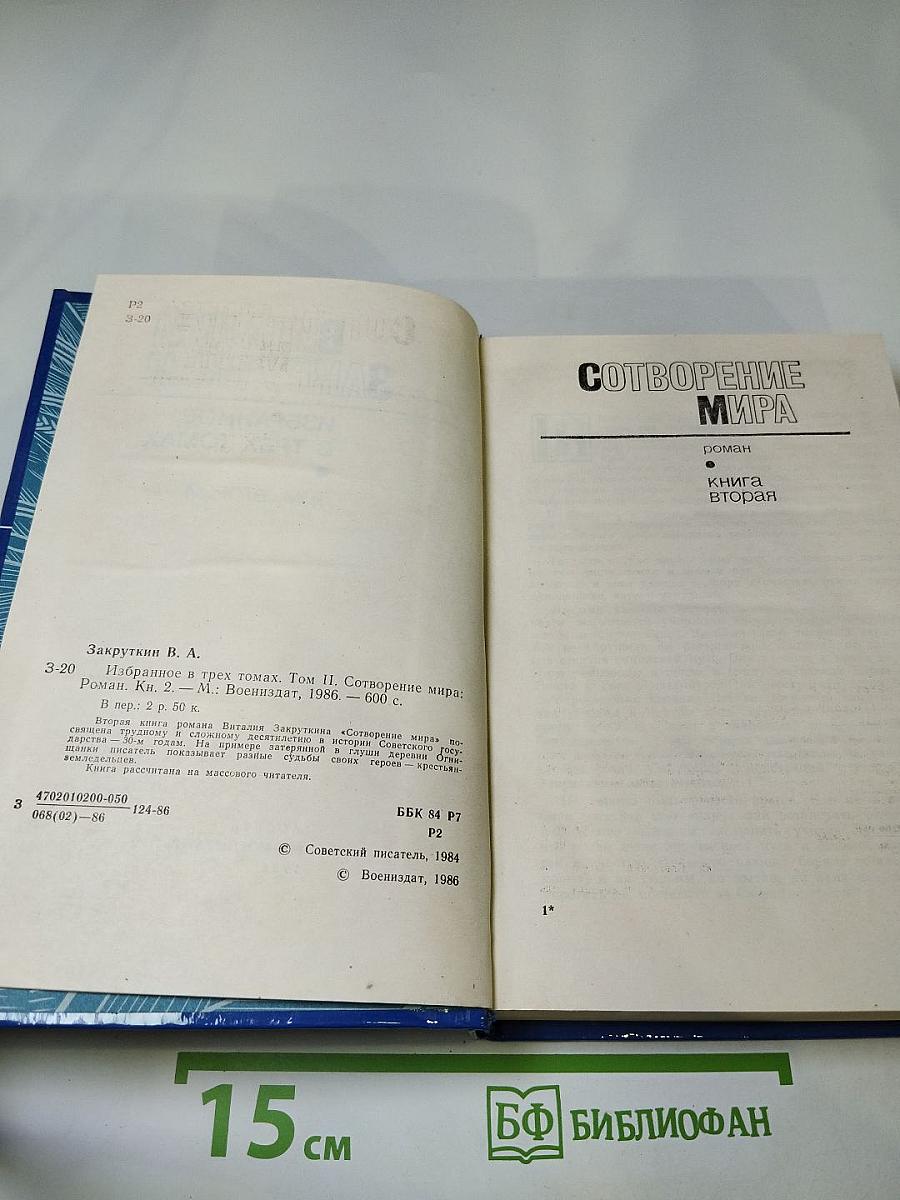 Р2
З-20
Закруткин В. А.
З-20 Избранное в трех томах. Том II. Сотворение мира:
Роман. Кн. 2. — М.: Воениздат, 1986. — 600 с.
В пер.: 2 р. 50 к.
Вторая книга романа Виталия Закруткина «Сотворение мира» по-
священа трудному и сложному десятилетию в истории Советского госу-
дарства — 30-м годам. На примере затерянной в глуши деревни Огни-
щанки писатель показывает разные судьбы своих героев — крестьян-
земледельцев.
Книга рассчитана на массового читателя.
З 4702010200-050
068(02)—86
124-86
ББК 84 Р7
Р2
© Советский писатель, 1984
© Воениздат, 1986
СОТВОРЕНИЕ
МИРА
роман
книга
вторая
1*
15 см
БФ БИБЛИОФАН